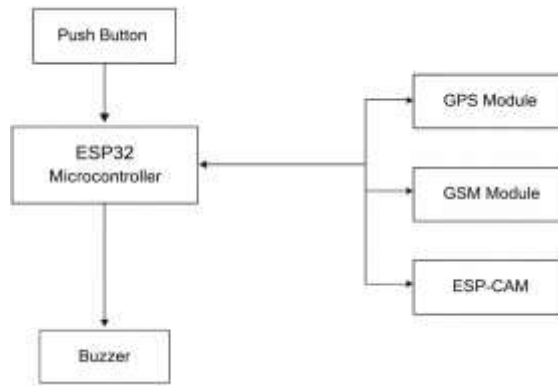 Push Button
ESP32
Microcontroller
GPS Module
GSM Module
ESP-CAM
Buzzer